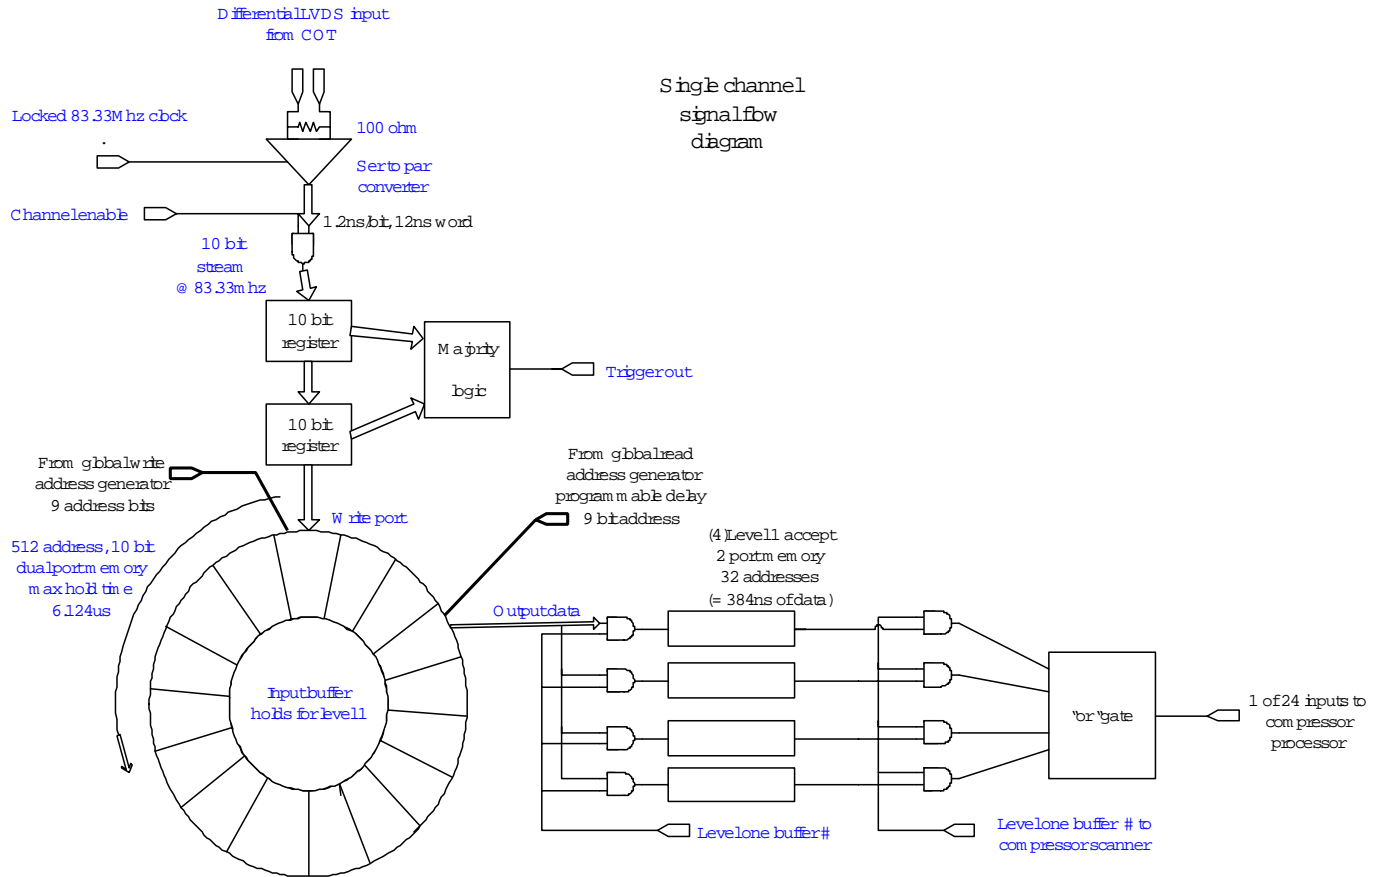 Differential LVDS input
from COT
Single channel
signal flow
diagram
Locked 83.33Mhz clock
100 ohm
Ser to par
converter
Channel enable
1.2ns/bit, 12ns word
10 bit
stream
@ 83.33mhz
10 bit
register
Majority
logic
Trigger out
10 bit
register
From global write
address generator
9 address bits
From global read
address generator
programmable delay
9 bit address
Write port
512 address, 10 bit
dual port memory
max hold time
6.124us
(4) Level 1 accept
2 port memory
32 addresses
(= 384ns of data)
Output data
Input buffer
holds for level 1
"or" gate
1 of 24 inputs to
compressor
processor
Level one buffer #
Level one buffer # to
compressor scanner